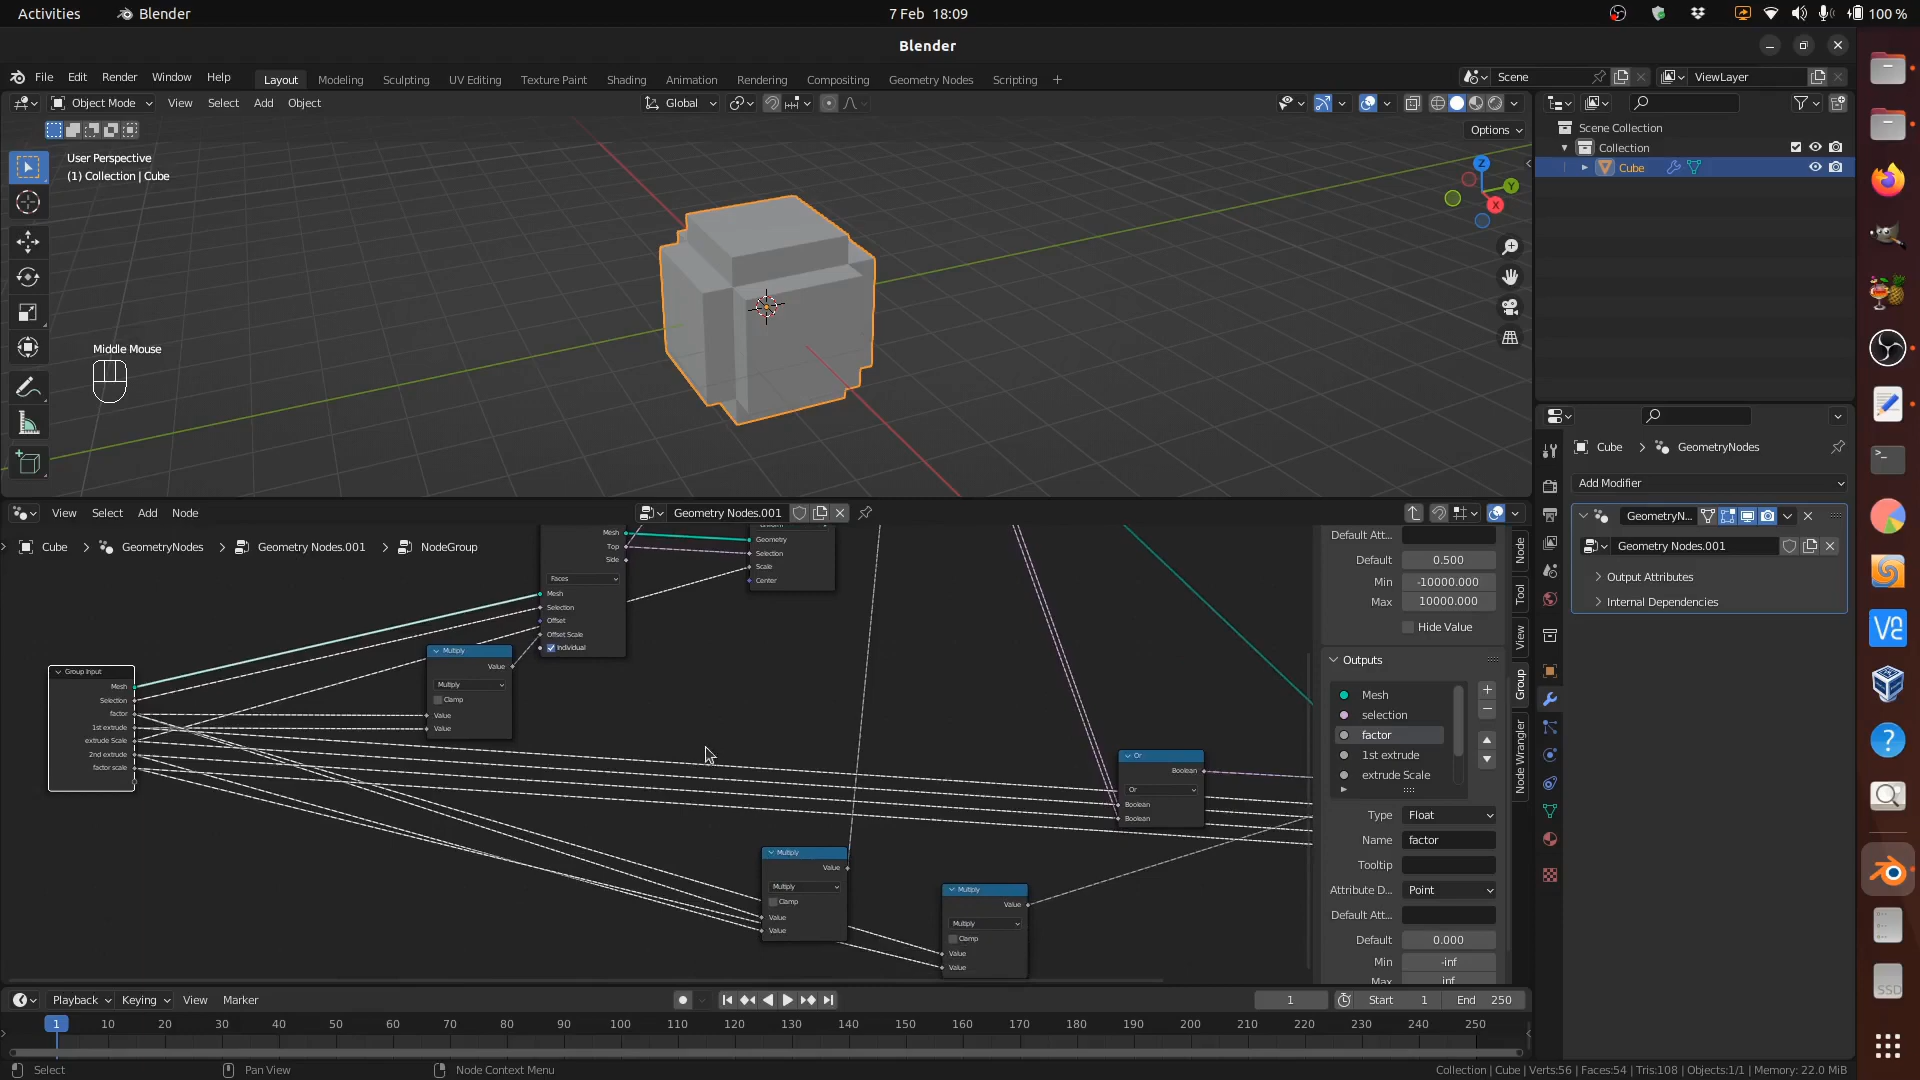 Activities
Blender
7 Feb 18:09
100 %
Blender
File Edit Render Window Help
Layout Modeling Sculpting UV Editing Texture Paint Shading Animation Rendering Compositing Geometry Nodes Scripting
Scene
ViewLayer
Object Mode View Select Add Object
Global
Options
User Perspective
(1) Collection | Cube
Z
Y
X
Middle Mouse
Scene Collection
Collection
Cube
Cube GeometryNodes
Add Modifier
GeometryN...
Geometry Nodes.001
Output Attributes
Internal Dependencies
View Select Add Node
Geometry Nodes.001
Cube GeometryNodes Geometry Nodes.001 NodeGroup
Mesh
Top
Side
Faces
Mesh
Selection
Offset
Offset Scale
Individual
Geometry
Selection
Scale
Center
Group Input
Mesh
Selection
factor
1st extrude
extrude Scale
2nd extrude
factor scale
Multiply
Value
Multiply
Clamp
Value
Value
Multiply
Value
Multiply
Clamp
Value
Value
Multiply
Value
Multiply
Clamp
Value
Value
Or
Boolean
Or
Boolean
Boolean
Default Att...
Default 0.500
Min -10000.000
Max 10000.000
Hide Value
Outputs
Mesh
selection
factor
1st extrude
extrude Scale
Type Float
Name factor
Tooltip
Attribute D... Point
Default Att...
Default 0.000
Min -inf
Max inf
Node
Tool
View
Group
Node Wrangler
Playback Keying View Marker
1
Start 1
End 250
1 10 20 30 40 50 60 70 80 90 100 110 120 130 140 150 160 170 180 190 200 210 220 230 240 250
Select
Pan View
Node Context Menu
Collection | Cube | Verts:56 | Faces:54 | Tris:108 | Objects:1/1 | Memory: 22.0 MiB
SSD